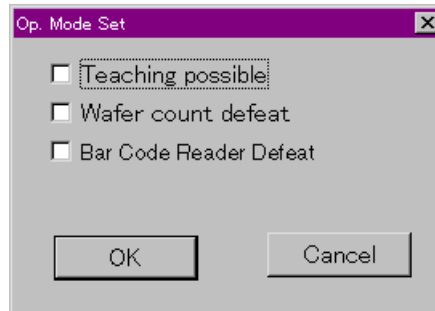 Op. Mode Set
Teaching possible
Wafer count defeat
Bar Code Reader Defeat
OK
Cancel